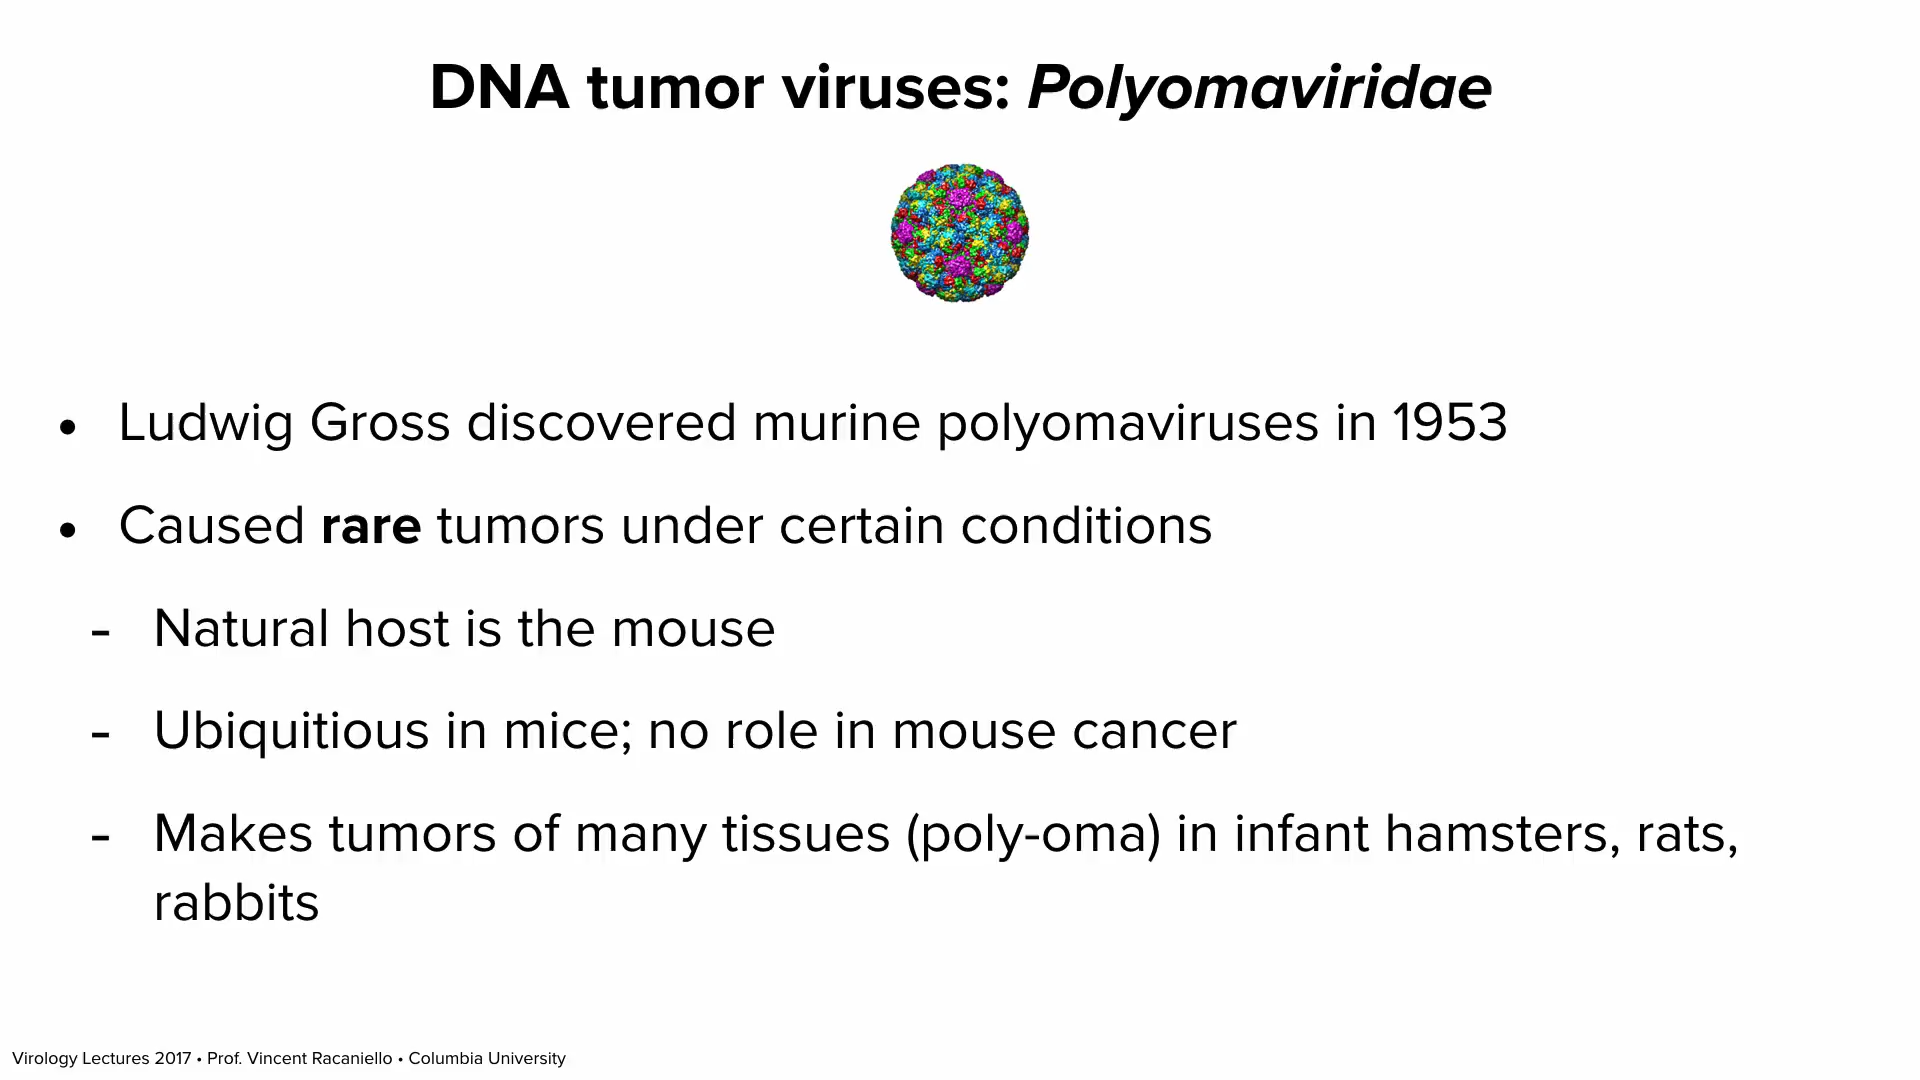 DNA tumor viruses: Polyomaviridae
• Ludwig Gross discovered murine polyomaviruses in 1953
• Caused rare tumors under certain conditions
- Natural host is the mouse
- Ubiquitious in mice; no role in mouse cancer
- Makes tumors of many tissues (poly-oma) in infant hamsters, rats,
rabbits
Virology Lectures 2017 • Prof. Vincent Racaniello • Columbia University